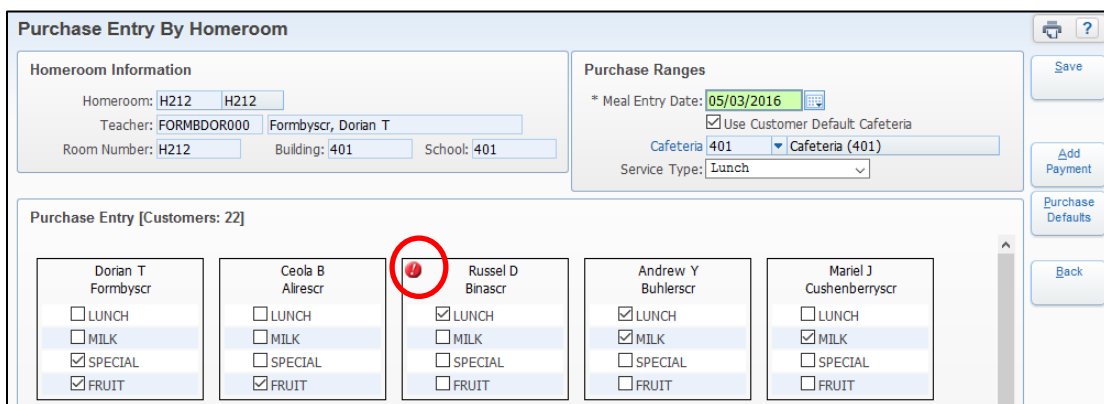 Purchase Entry By Homeroom
?
Homeroom Information
Homeroom: H212 H212
Teacher: FORMBDOR000 Formbyscr, Dorian T
Room Number: H212 Building: 401 School: 401
Purchase Ranges
* Meal Entry Date: 05/03/2016
Use Customer Default Cafeteria
Cafeteria 401 Cafeteria (401)
Service Type: Lunch
Save
Add
Payment
Purchase
Defaults
Back
Purchase Entry [Customers: 22]
Dorian T
Formbyscr
LUNCH
MILK
SPECIAL
FRUIT
Ceola B
Alirescr
LUNCH
MILK
SPECIAL
FRUIT
!
Russel D
Binascr
LUNCH
MILK
SPECIAL
FRUIT
Andrew Y
Buhlerscr
LUNCH
MILK
SPECIAL
FRUIT
Mariel J
Cushenberryscr
LUNCH
MILK
SPECIAL
FRUIT